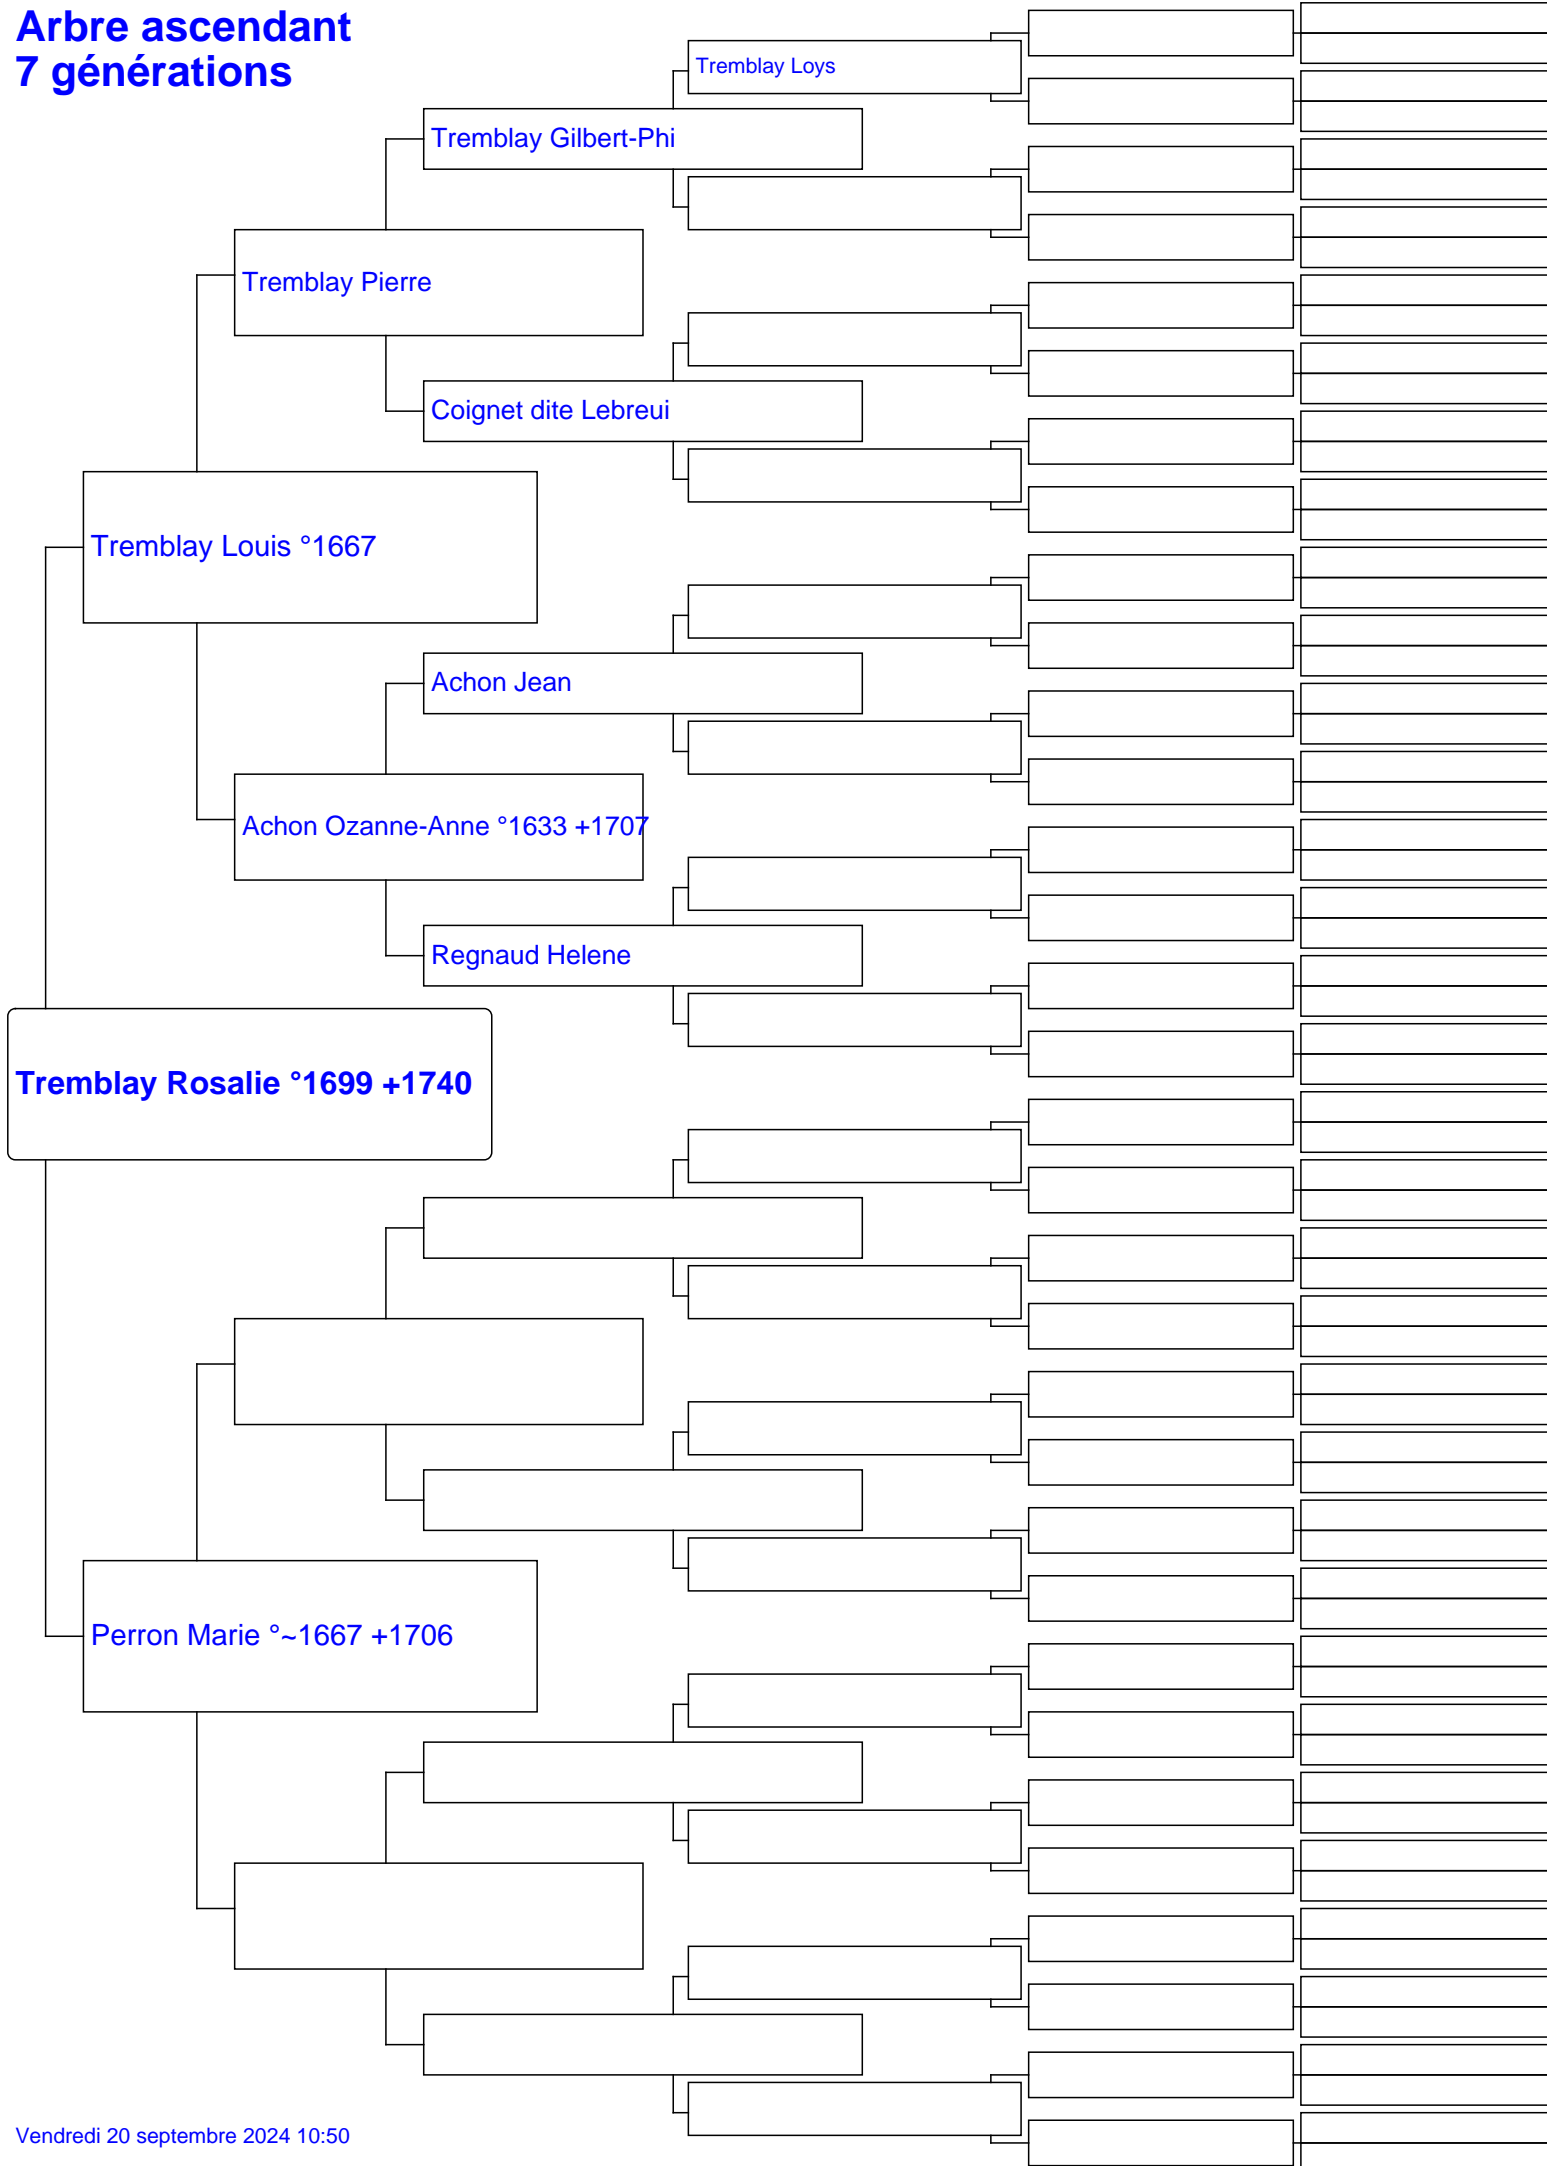 Arbre ascendant
7 générations
Tremblay Loys
Tremblay Gilbert-Phi
Tremblay Pierre
Coignet dite Lebreui
Tremblay Louis °1667
Achon Jean
Achon Ozanne-Anne °1633 +1707
Regnaud Helene
Tremblay Rosalie °1699 +1740
Perron Marie °~1667 +1706
Vendredi 20 septembre 2024 10:50